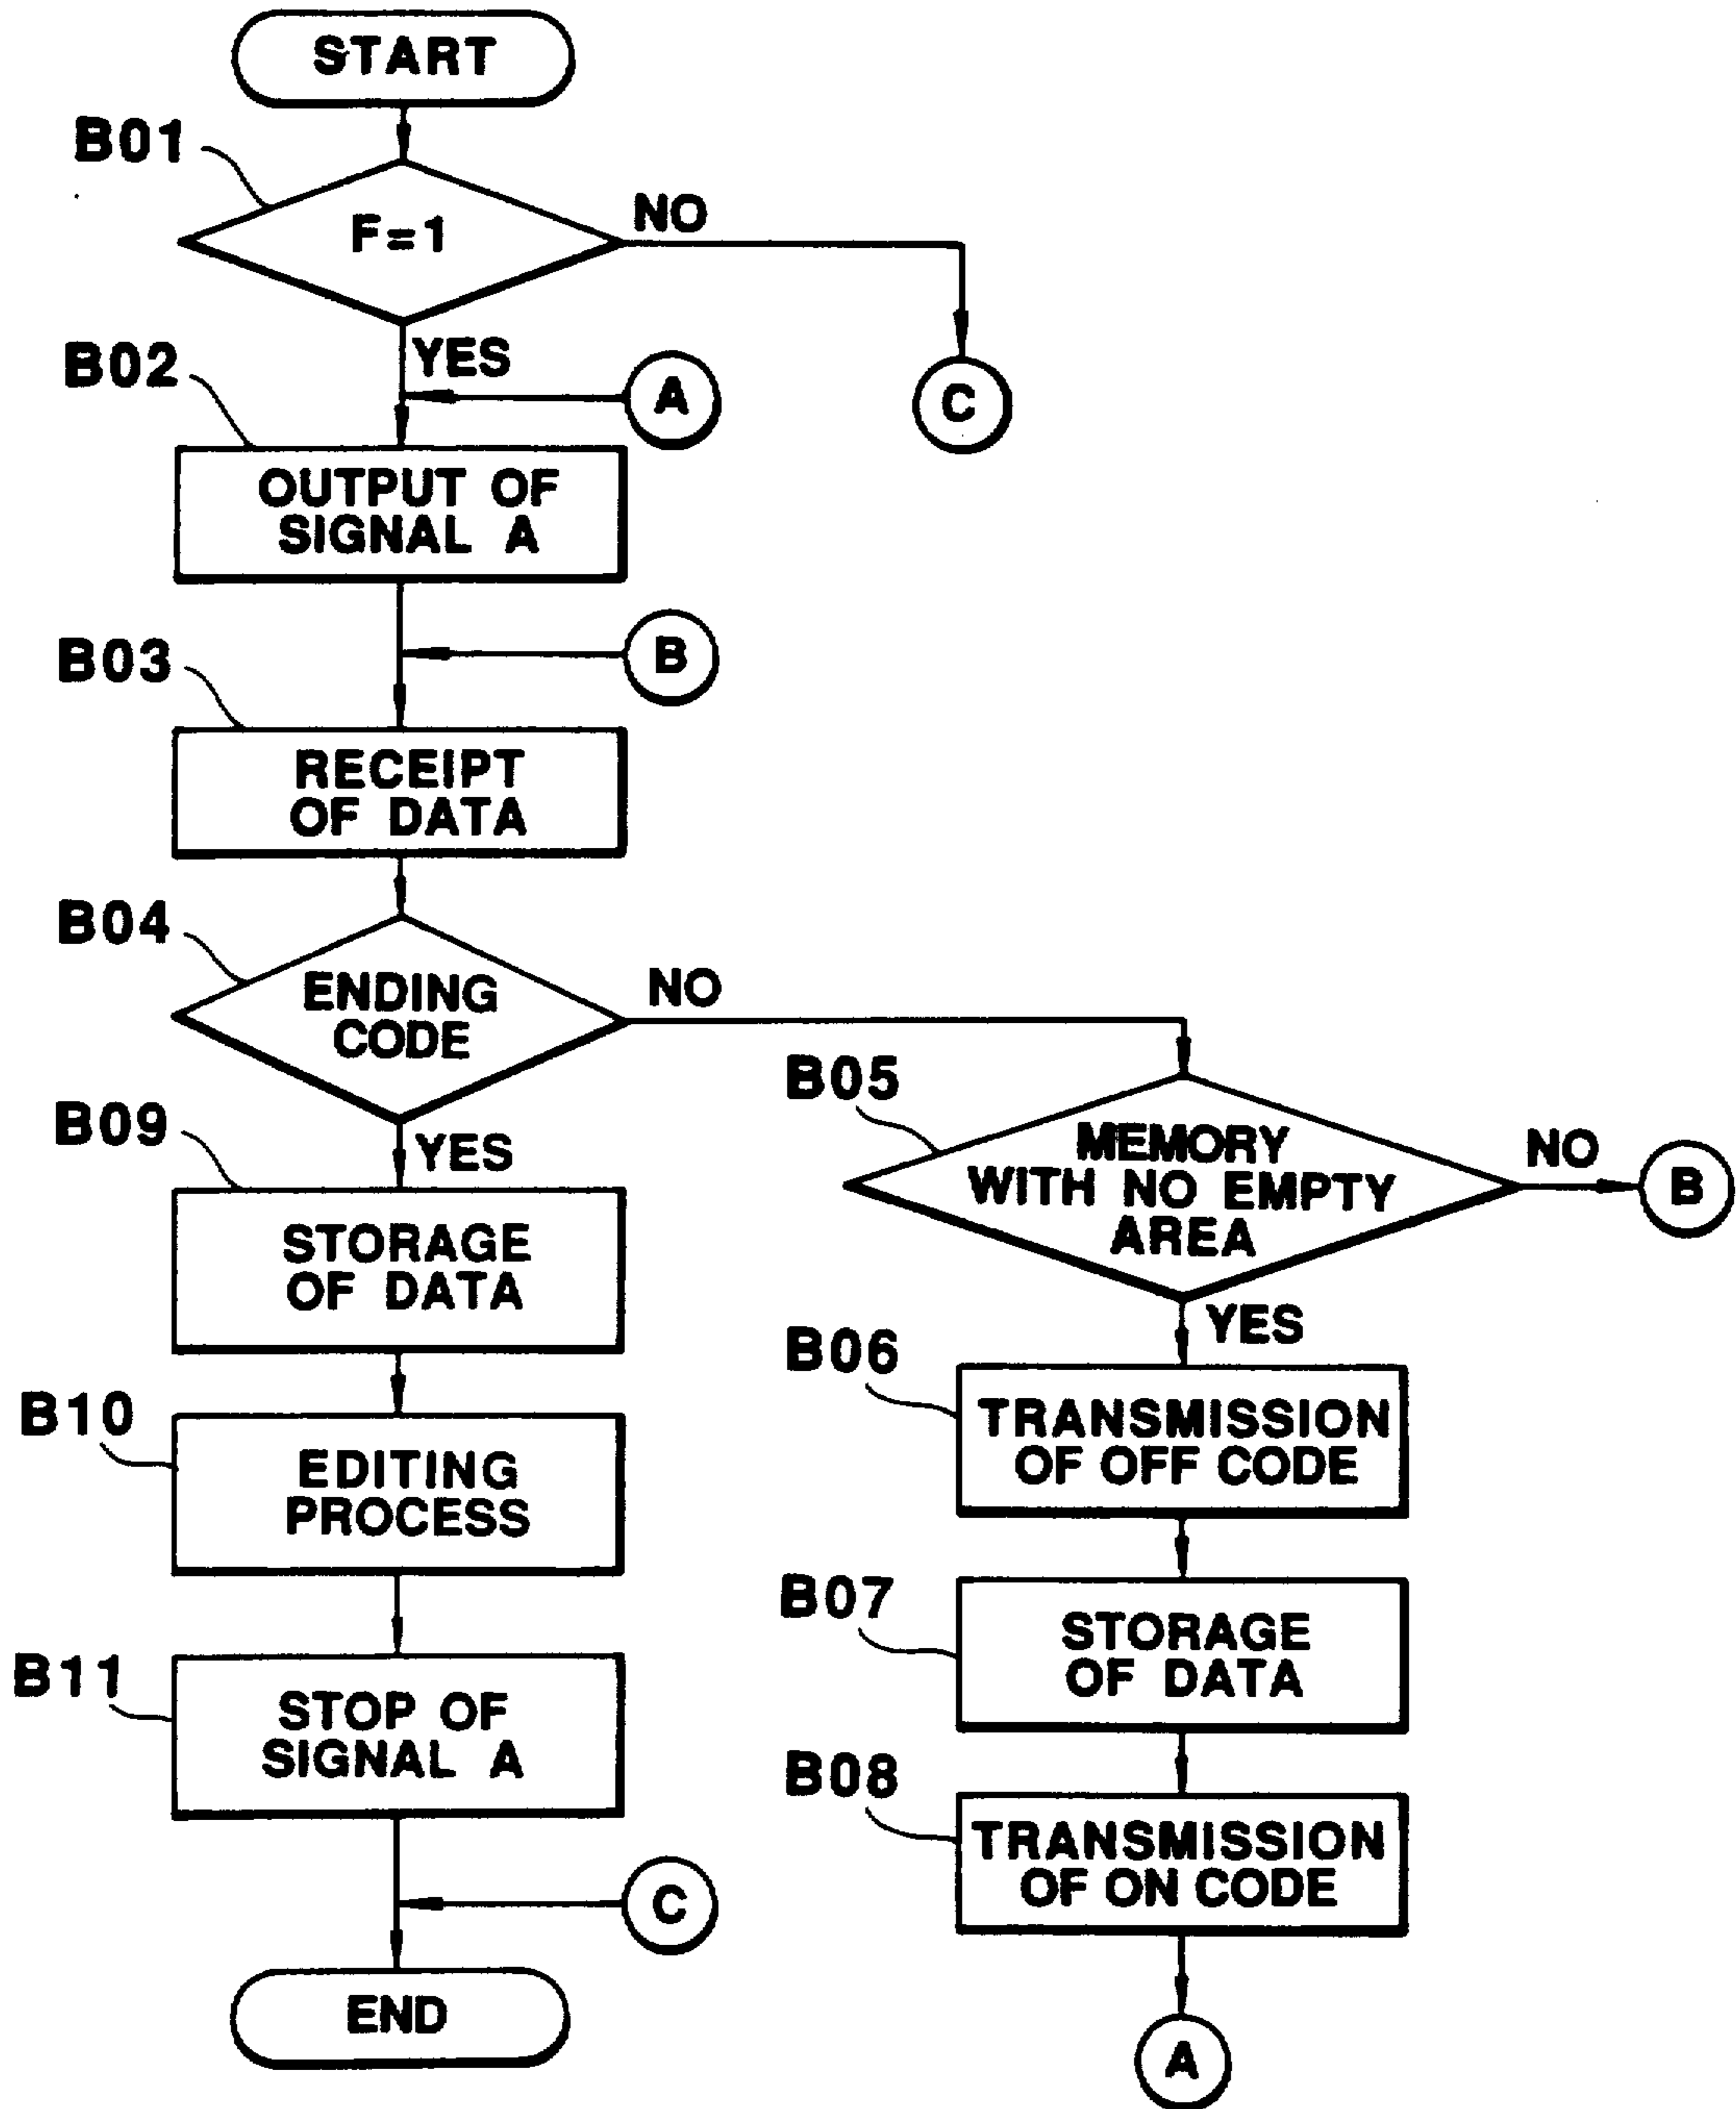 START
B01
F=1
NO
YES
B02
A
C
OUTPUT OF
SIGNAL A
B03
B
RECEIPT
OF DATA
B04
ENDING
CODE
NO
YES
B05
MEMORY
WITH NO EMPTY
AREA
NO
B
YES
B09
STORAGE
OF DATA
B06
TRANSMISSION
OF OFF CODE
B10
EDITING
PROCESS
B07
STORAGE
OF DATA
B11
STOP OF
SIGNAL A
B08
TRANSMISSION
OF ON CODE
C
A
END